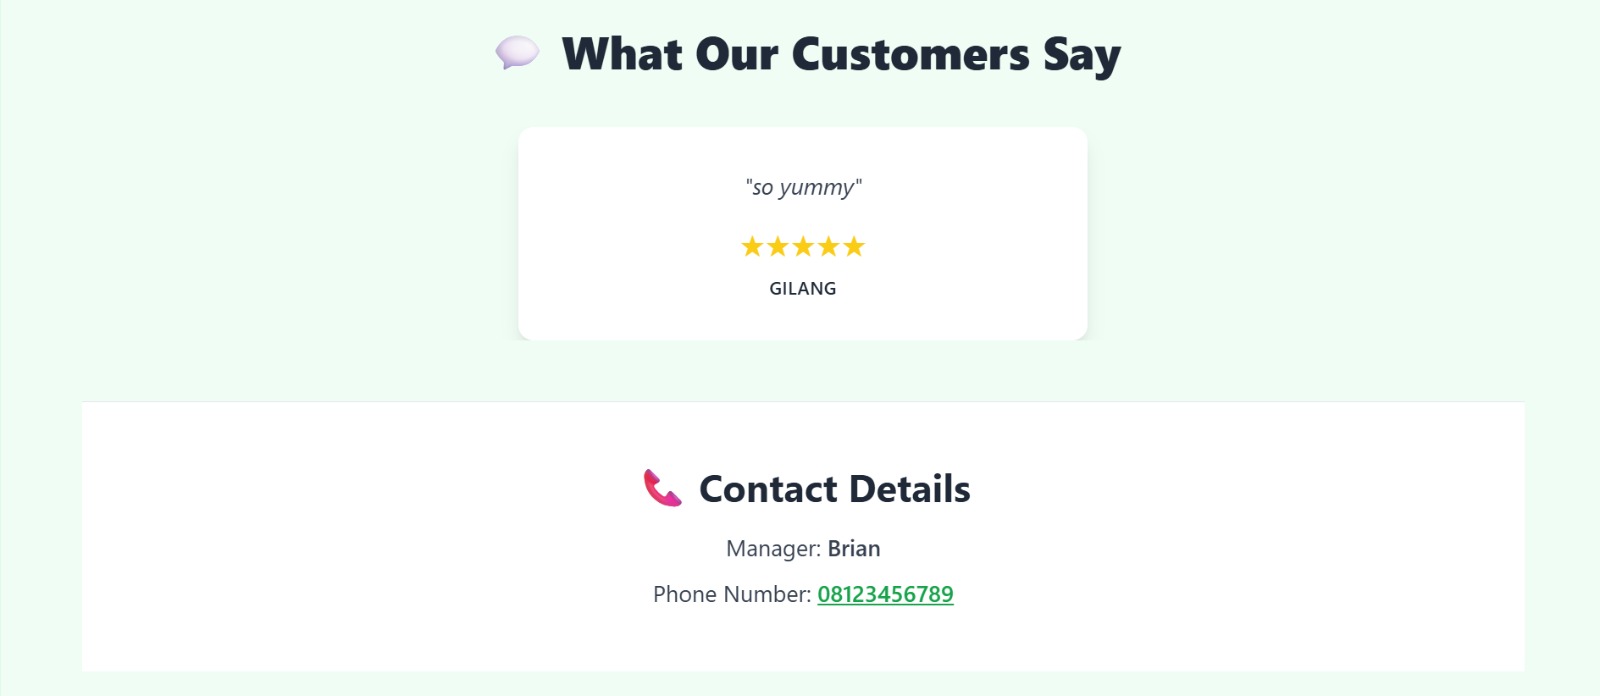 What Our Customers Say
"so yummy"
★★★★★
GILANG
Contact Details
Manager: Brian
Phone Number: 08123456789